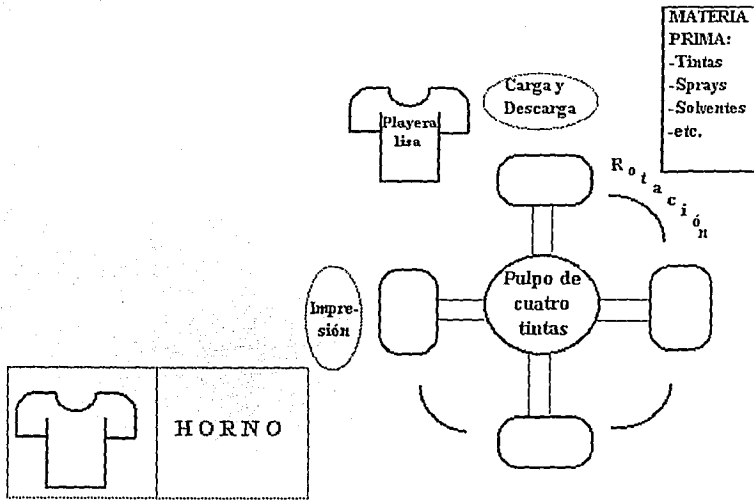 MATERIA
PRIMA:
-Tintas
-Sprays
-Solventes
-etc.
Carga y
Descarga
Playera
lisa
Rotación
Pulpo de
cuatro
tintas
Impre-
sión
HORNO